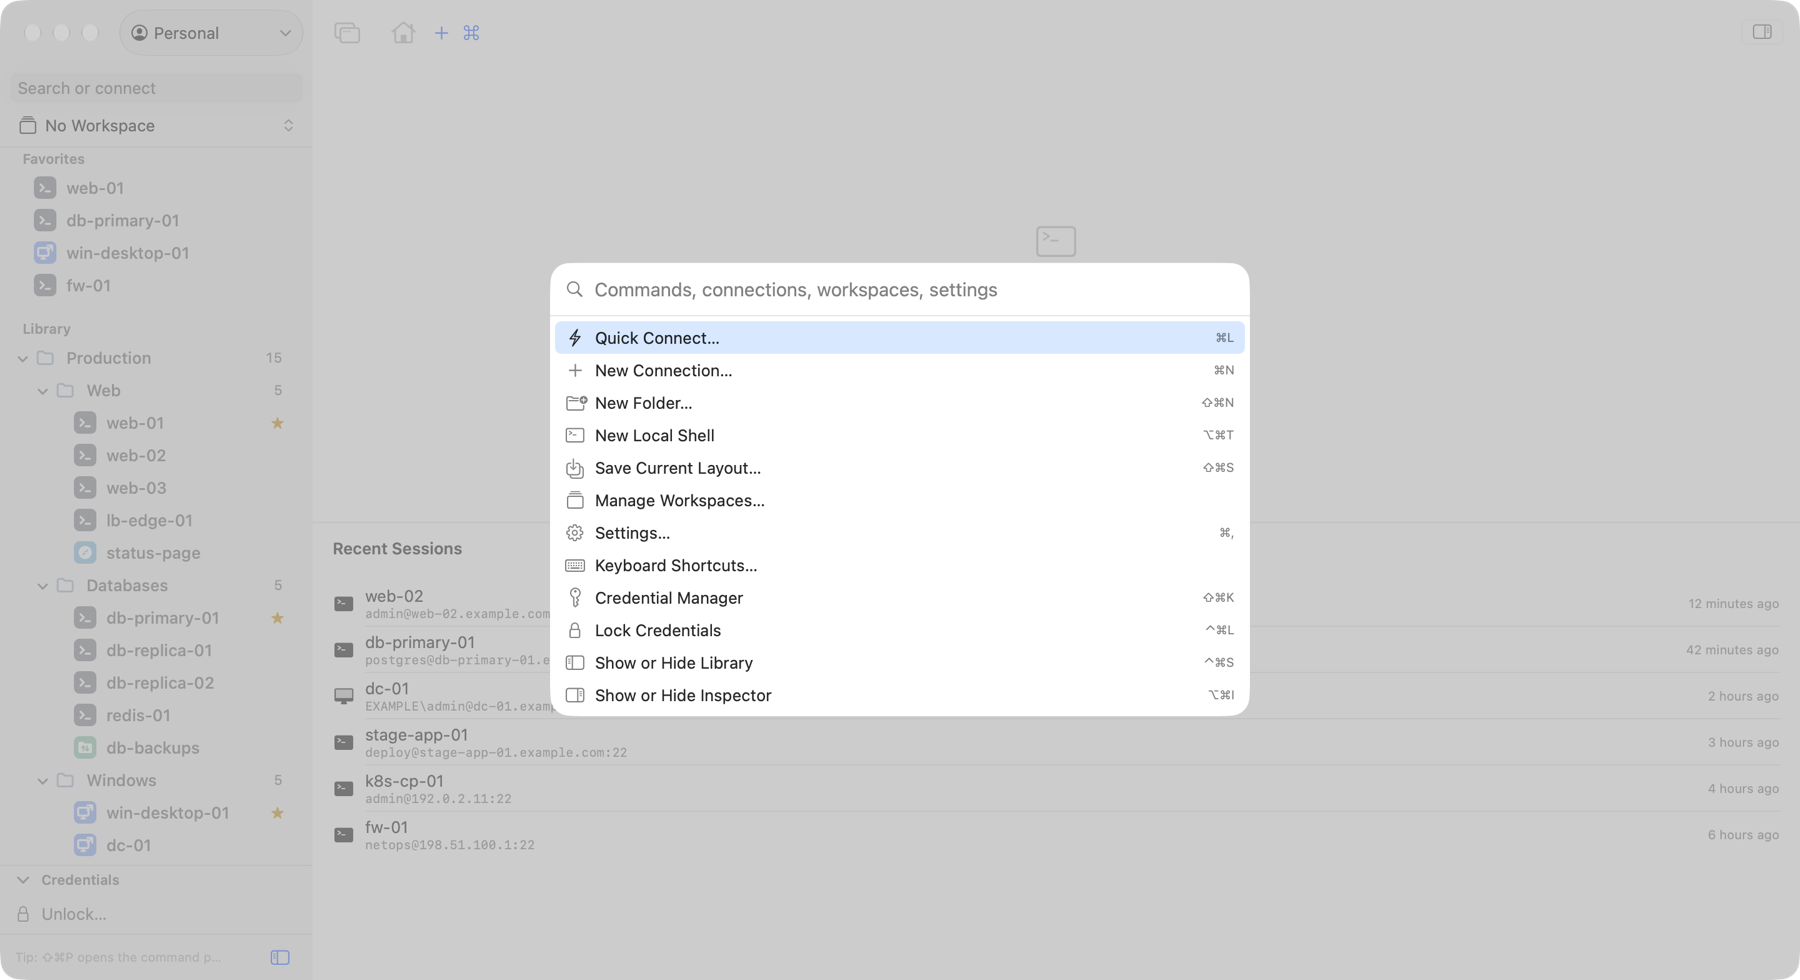 Personal
Search or connect
No Workspace
Favorites
web-01
db-primary-01
win-desktop-01
fw-01
Library
Production 15
Web 5
web-01
web-02
web-03
lb-edge-01
status-page
Databases 5
db-primary-01
db-replica-01
db-replica-02
redis-01
db-backups
Windows 5
win-desktop-01
dc-01
Credentials
Unlock...
Tip: ⇧⌘P opens the command p...
Commands, connections, workspaces, settings
Quick Connect... ⌘L
New Connection... ⌘N
New Folder... ⇧⌘N
New Local Shell ⌥⌘T
Save Current Layout... ⇧⌘S
Manage Workspaces...
Settings... ⌘,
Keyboard Shortcuts...
Credential Manager ⇧⌘K
Lock Credentials ^⌘L
Show or Hide Library ^⌘S
Show or Hide Inspector ⌥⌘I
Recent Sessions
web-02
admin@web-02.example.com
12 minutes ago
db-primary-01
postgres@db-primary-01.e
42 minutes ago
dc-01
EXAMPLE\admin@dc-01.examp
2 hours ago
stage-app-01
deploy@stage-app-01.example.com:22
3 hours ago
k8s-cp-01
admin@192.0.2.11:22
4 hours ago
fw-01
netops@198.51.100.1:22
6 hours ago